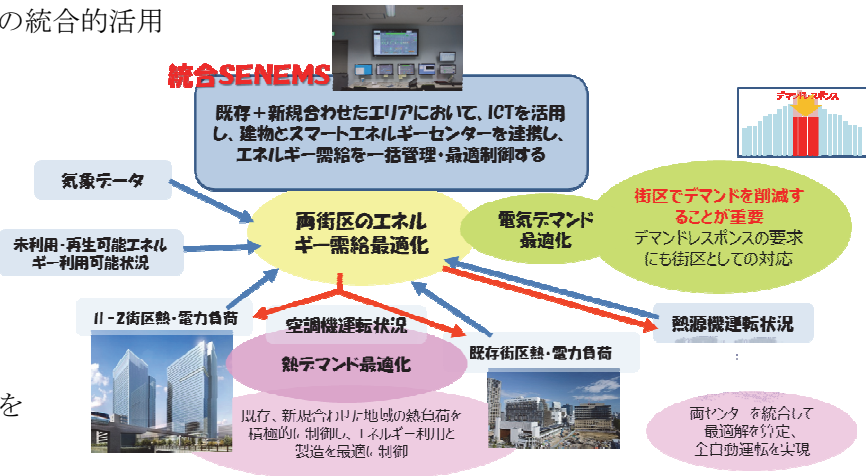 の統合的活用
統合SENEMS
既存＋新規合わせたエリアにおいて、ICTを活用
し、建物とスマートエネルギーセンターを連携し、
エネルギー需給を一括管理・最適制御する
デマンドレスポンス
気象データ
未利用・再生可能エネル
ギー利用可能状況
両街区のエネル
ギー需給最適化
電気デマンド
最適化
街区でデマンドを削減す
ることが重要
デマンドレスポンスの要求
にも街区としての対応
II-2街区熱・電力負荷
空調機運転状況
熱デマンド最適化
既存街区熱・電力負荷
熱源機運転状況
:
を
既存、新規合わせた地域の熱負荷を
積極的に制御し、エネルギー利用と
製造を最適に制御
両センターを統合して
最適解を算定、
全自動運転を実現